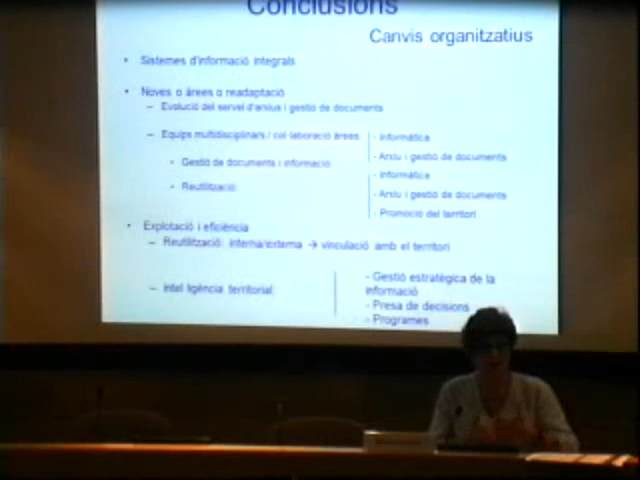 Conclusions
Canvis organitzatius
• Sistemes d'informació integrals
• Noves o àrees o readaptació
– Evolució del servei d'arxius i gestió de documents
– Equips multidisciplinars / col·laboració àrees:
- Informàtica
- Arxiu i gestió de documents
• Gestió de documents i informació
- Informàtica
• Reutilització
- Arxiu i gestió de documents
- Promoció del territori
• Explotació i eficiència
– Reutilització: interna/externa → vinculació amb el territori
– Intel·ligència territorial
- Gestió estratègica de la
informació
- Presa de decisions
- Programes